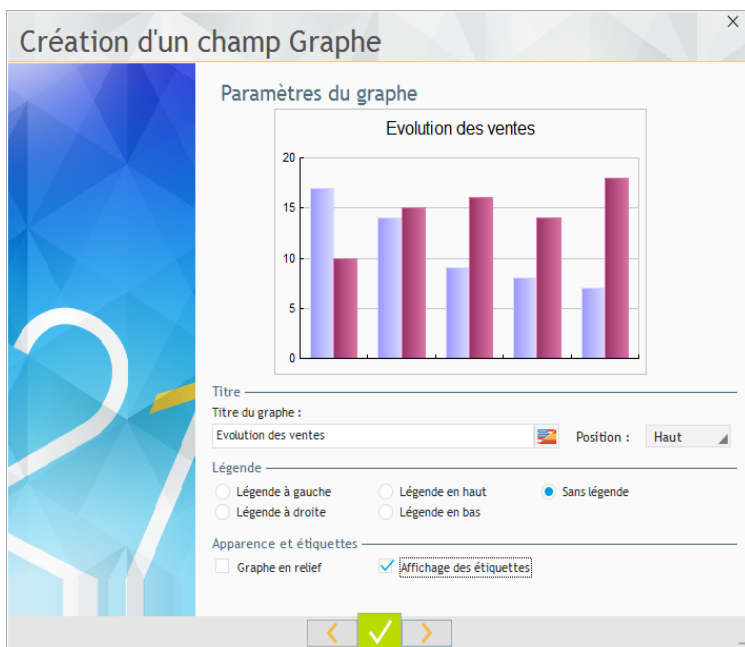 Création d'un champ Graphe
Paramètres du graphe
Evolution des ventes
20
15
10
5
0
Titre
Titre du graphe :
Evolution des ventes
Position :
Haut
Légende
Légende à gauche
Légende en haut
Sans légende
Légende à droite
Légende en bas
Apparence et étiquettes
Graphe en relief
Affichage des étiquettes